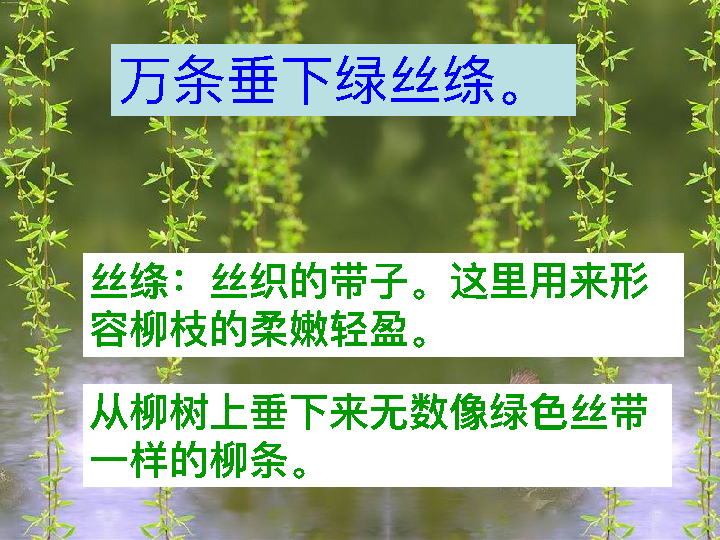 万条垂下绿丝绦。
丝绦：丝织的带子。这里用来形
容柳枝的柔嫩轻盈。
从柳树上垂下来无数像绿色丝带
一样的柳条。